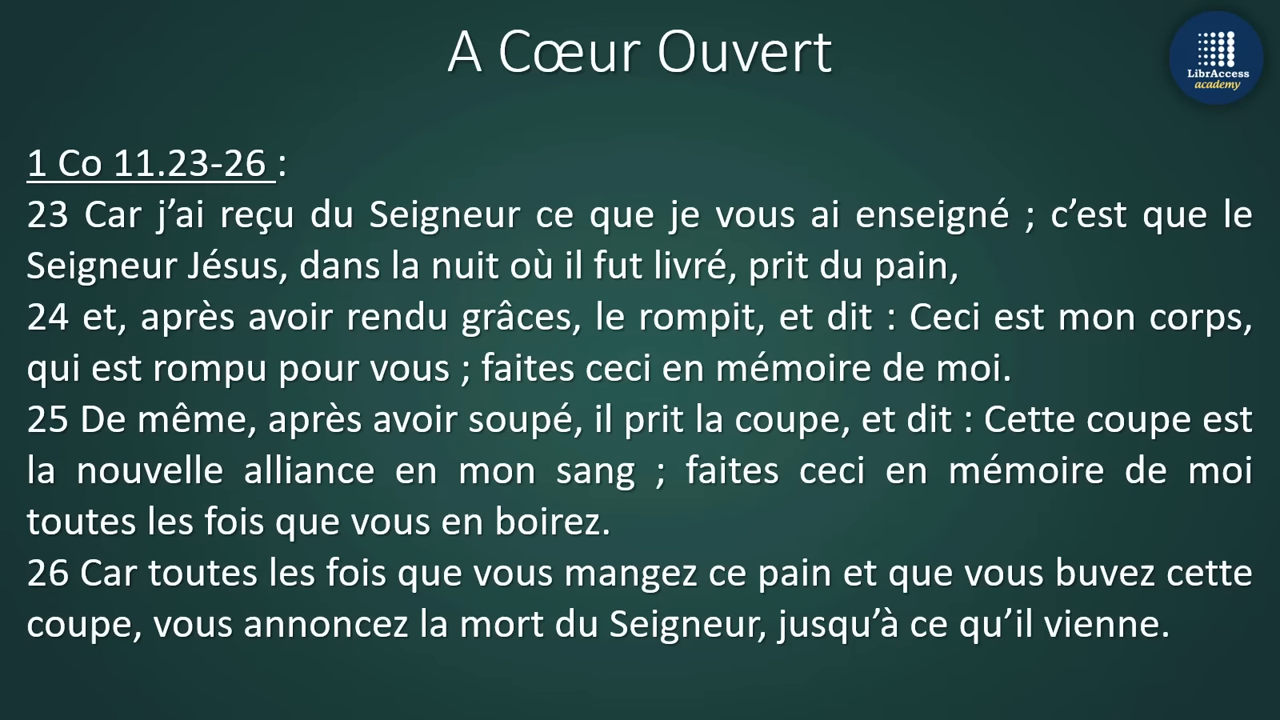 A Cœur Ouvert
LibrAccess
academy
1 Co 11.23-26 :
23 Car j’ai reçu du Seigneur ce que je vous ai enseigné ; c’est que le
Seigneur Jésus, dans la nuit où il fut livré, prit du pain,
24 et, après avoir rendu grâces, le rompit, et dit : Ceci est mon corps,
qui est rompu pour vous ; faites ceci en mémoire de moi.
25 De même, après avoir soupé, il prit la coupe, et dit : Cette coupe est
la nouvelle alliance en mon sang ; faites ceci en mémoire de moi
toutes les fois que vous en boirez.
26 Car toutes les fois que vous mangez ce pain et que vous buvez cette
coupe, vous annoncez la mort du Seigneur, jusqu’à ce qu’il vienne.